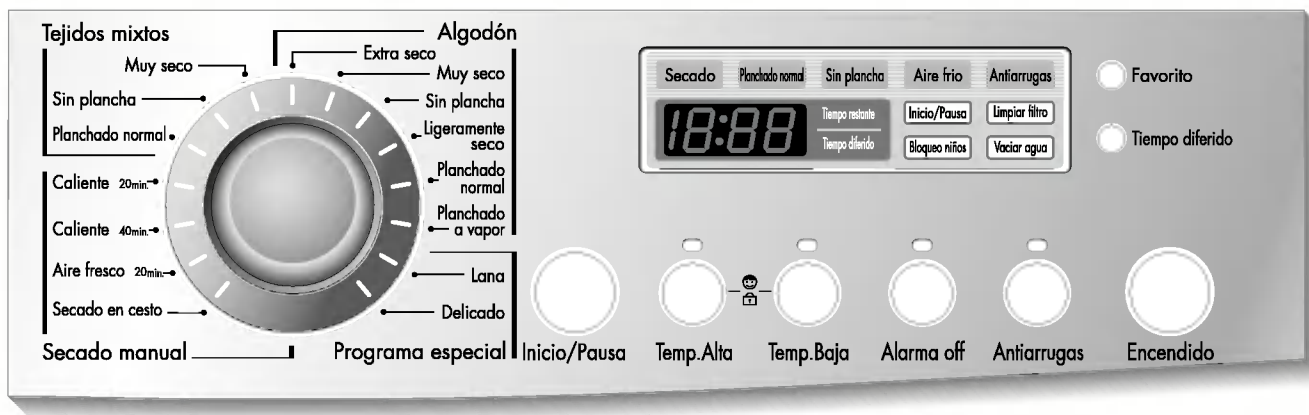 Tejidos mixtos
Muy seco
Sin plancha
Planchado normal
Caliente 20min.
Caliente 40min.
Aire fresco 20min.
Secado en cesto
Secado manual
Algodón
Extra seco
Muy seco
Sin plancha
Ligeramente
seco
Planchado
normal
Planchado
a vapor
Lana
Delicado
Programa especial
Secado
Planchado normal
Sin plancha
Aire frio
Antiarrugas
18:88
Tiempo restante
Tiempo diferido
Inicio/Pausa
Limpiar filtro
Bloqueo niños
Vaciar agua
Favorito
Tiempo diferido
Inicio/Pausa
Temp.Alta
Temp.Baja
Alarma off
Antiarrugas
Encendido